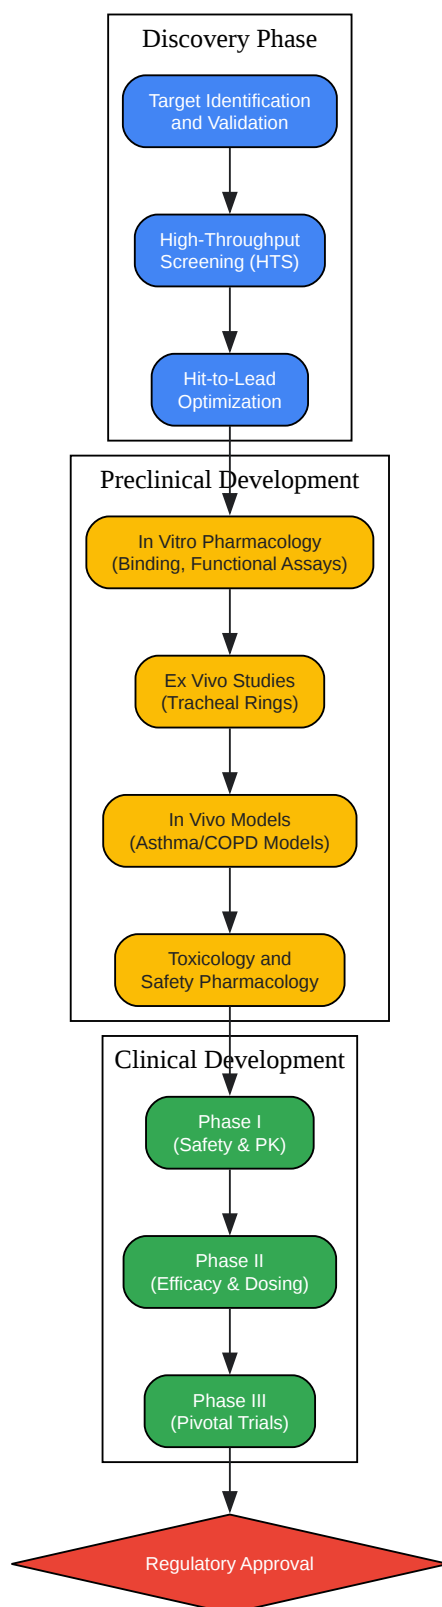 Discovery Phase
Target Identification
and Validation
High-Throughput
Screening (HTS)
Hit-to-Lead
Optimization
Preclinical Development
In Vitro Pharmacology
(Binding, Functional Assays)
Ex Vivo Studies
(Tracheal Rings)
In Vivo Models
(Asthma/COPD Models)
Toxicology and
Safety Pharmacology
Clinical Development
Phase I
(Safety & PK)
Phase II
(Efficacy & Dosing)
Phase III
(Pivotal Trials)
Regulatory Approval